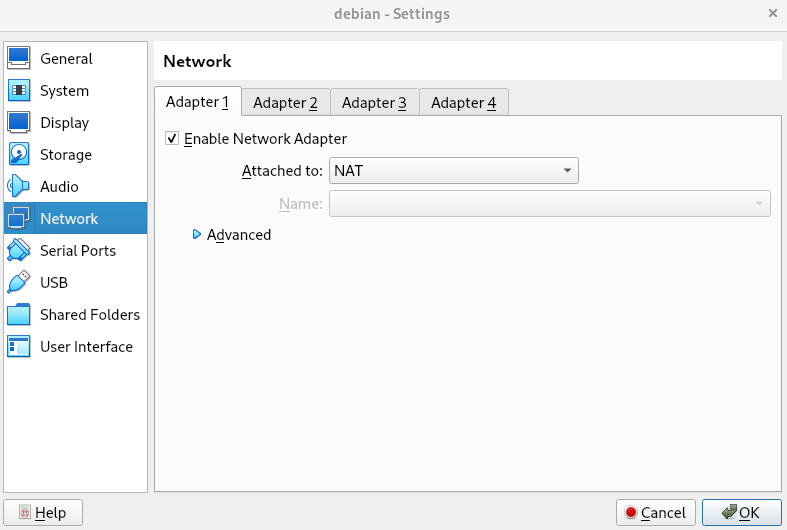 debian - Settings
General
System
Display
Storage
Audio
Network
Serial Ports
USB
Shared Folders
User Interface
Network
Adapter 1 Adapter 2 Adapter 3 Adapter 4
Enable Network Adapter
Attached to: NAT
Name:
Advanced
Help Cancel OK